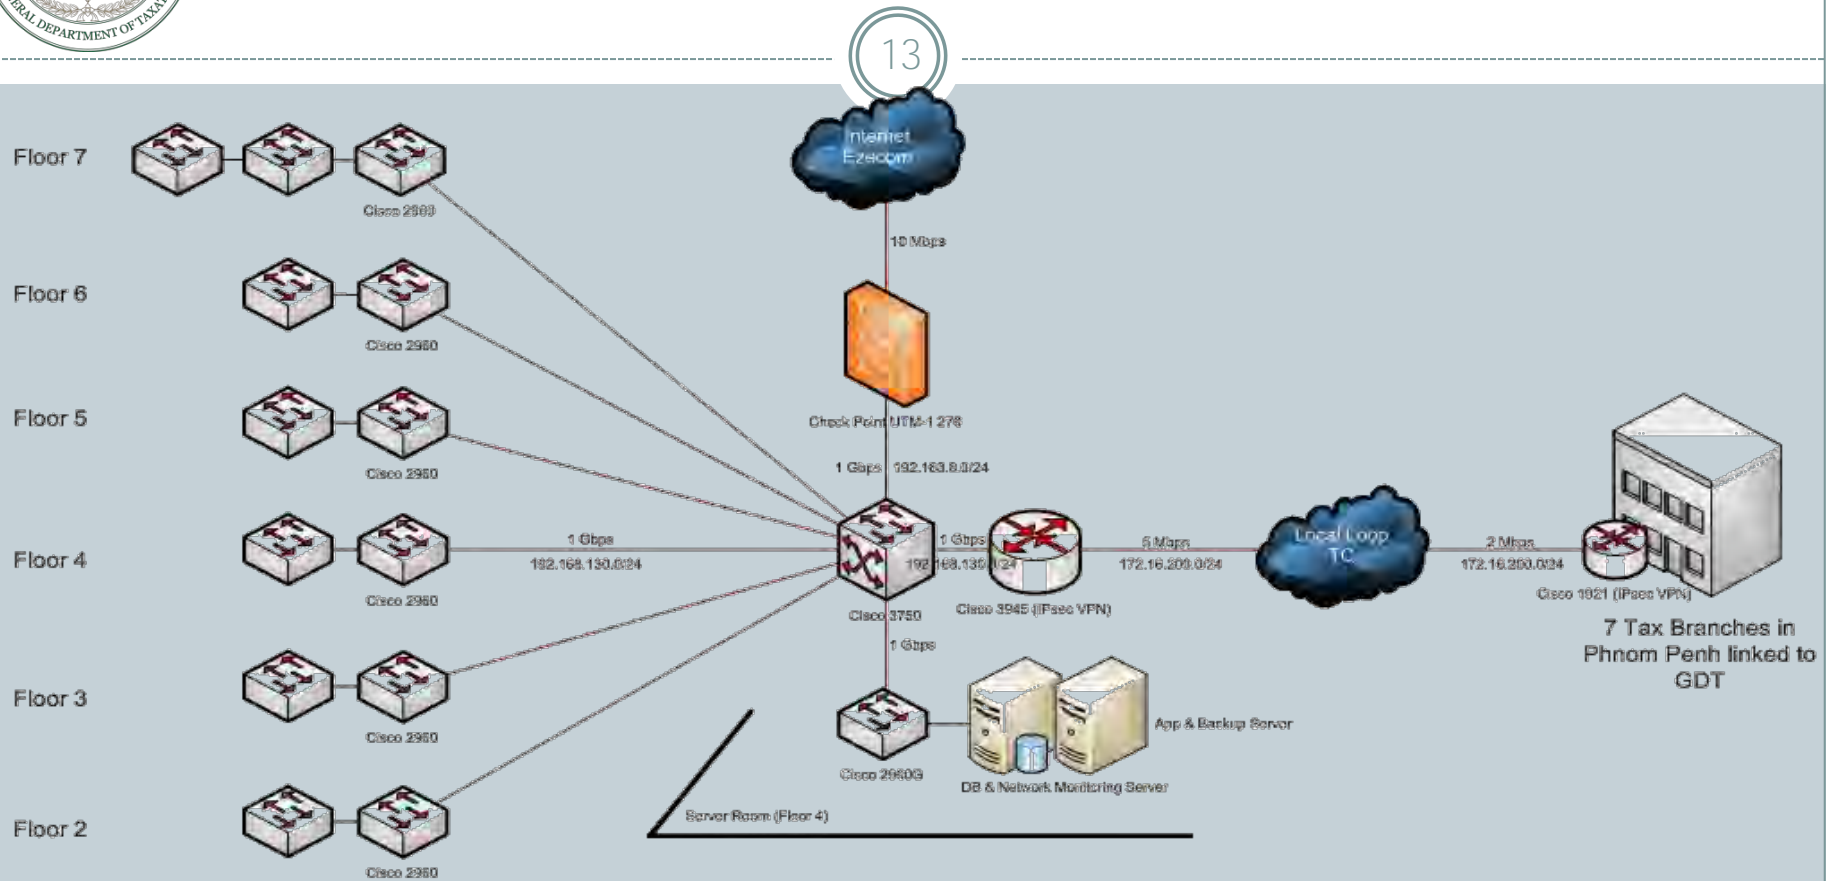 GENERAL DEPARTMENT OF TAXATION
13
Internet
Ezecom
Floor 7
Cisco 2960
10 Mbps
Floor 6
Cisco 2960
Check Point UTM-1 276
Floor 5
Cisco 2960
1 Gbps
192.168.8.0/24
Floor 4
1 Gbps
192.168.130.0/24
Cisco 2960
1 Gbps
Cisco 3750
Cisco 3945 (IPsec VPN)
5 Mbps
172.16.200.0/24
Local Loop
TC
2 Mbps
172.16.200.0/24
Cisco 1921 (IPsec VPN)
7 Tax Branches in
Phnom Penh linked to
GDT
1 Gbps
Floor 3
Cisco 2960
Cisco 2960G
App & Backup Server
DB & Network Monitoring Server
Server Room (Floor 4)
Floor 2
Cisco 2960